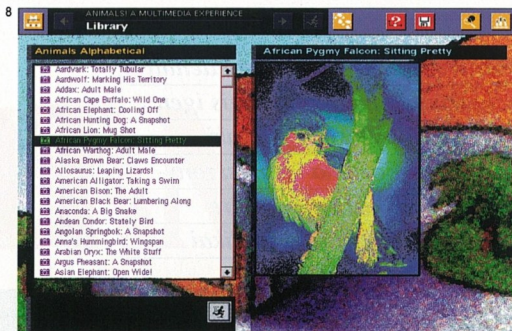 8
ANIMALS! A MULTIMEDIA EXPERIENCE
Library
Animals Alphabetical
Aardvark: Totally Tubular
Aardwolf: Marking His Territory
Addax: Adult Male
African Cape Buffalo: Wild One
African Elephant: Cooling Off
African Hunting Dog: A Snapshot
African Lion: Mug Shot
African Pygmy Falcon: Sitting Pretty
African Warthog: Adult Male
Alaska Brown Bear: Claws Encounter
Allosaurus: Leaping Lizards!
American Alligator: Taking a Swim
American Bison: The Adult
American Black Bear: Lumbering Along
Anaconda: A Big Snake
Andean Condor: Stately Bird
Angolan Springbok: A Snapshot
Anna's Hummingbird: Wingspan
Arabian Oryx: The White Stuff
Argus Pheasant: A Snapshot
Asian Elephant: Open Wide!
African Pygmy Falcon: Sitting Pretty